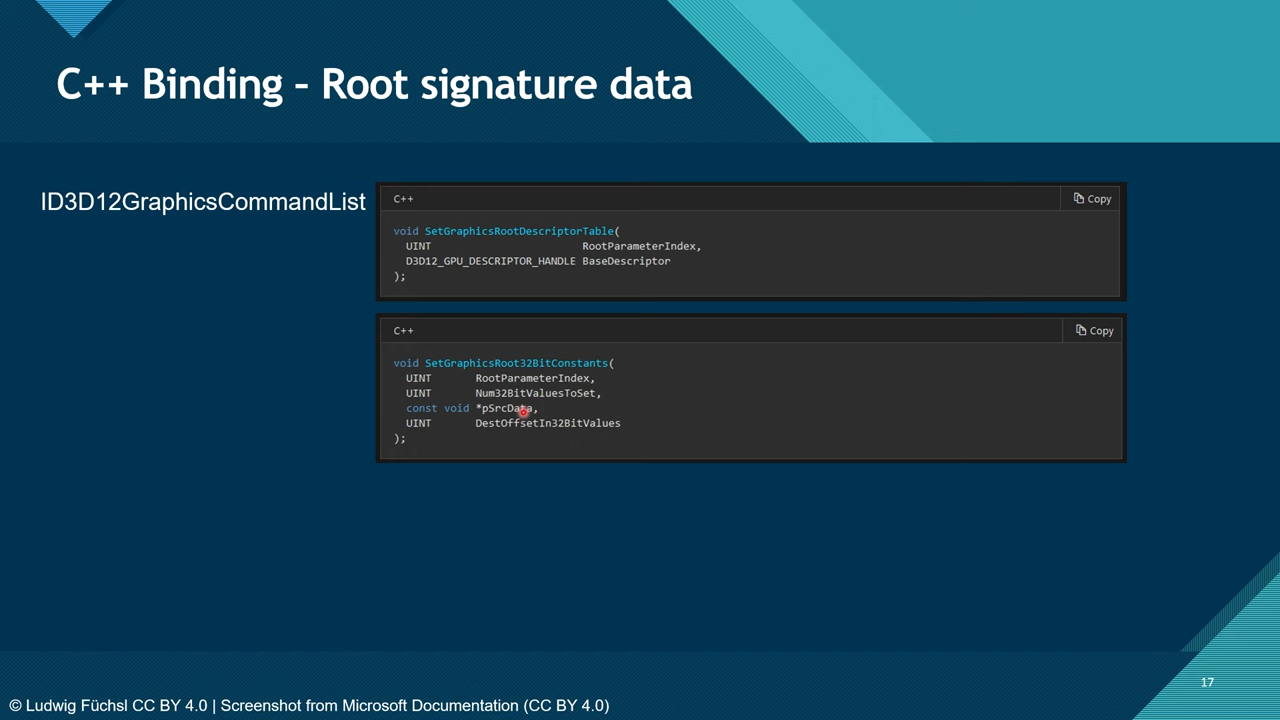 C++ Binding – Root signature data
ID3D12GraphicsCommandList
C++
Copy
void SetGraphicsRootDescriptorTable(
UINT RootParameterIndex,
D3D12_GPU_DESCRIPTOR_HANDLE BaseDescriptor
);
C++
Copy
void SetGraphicsRoot32BitConstants(
UINT RootParameterIndex,
UINT Num32BitValuesToSet,
const void *pSrcData,
UINT DestOffsetIn32BitValues
);
17
© Ludwig Füchsl CC BY 4.0 | Screenshot from Microsoft Documentation (CC BY 4.0)